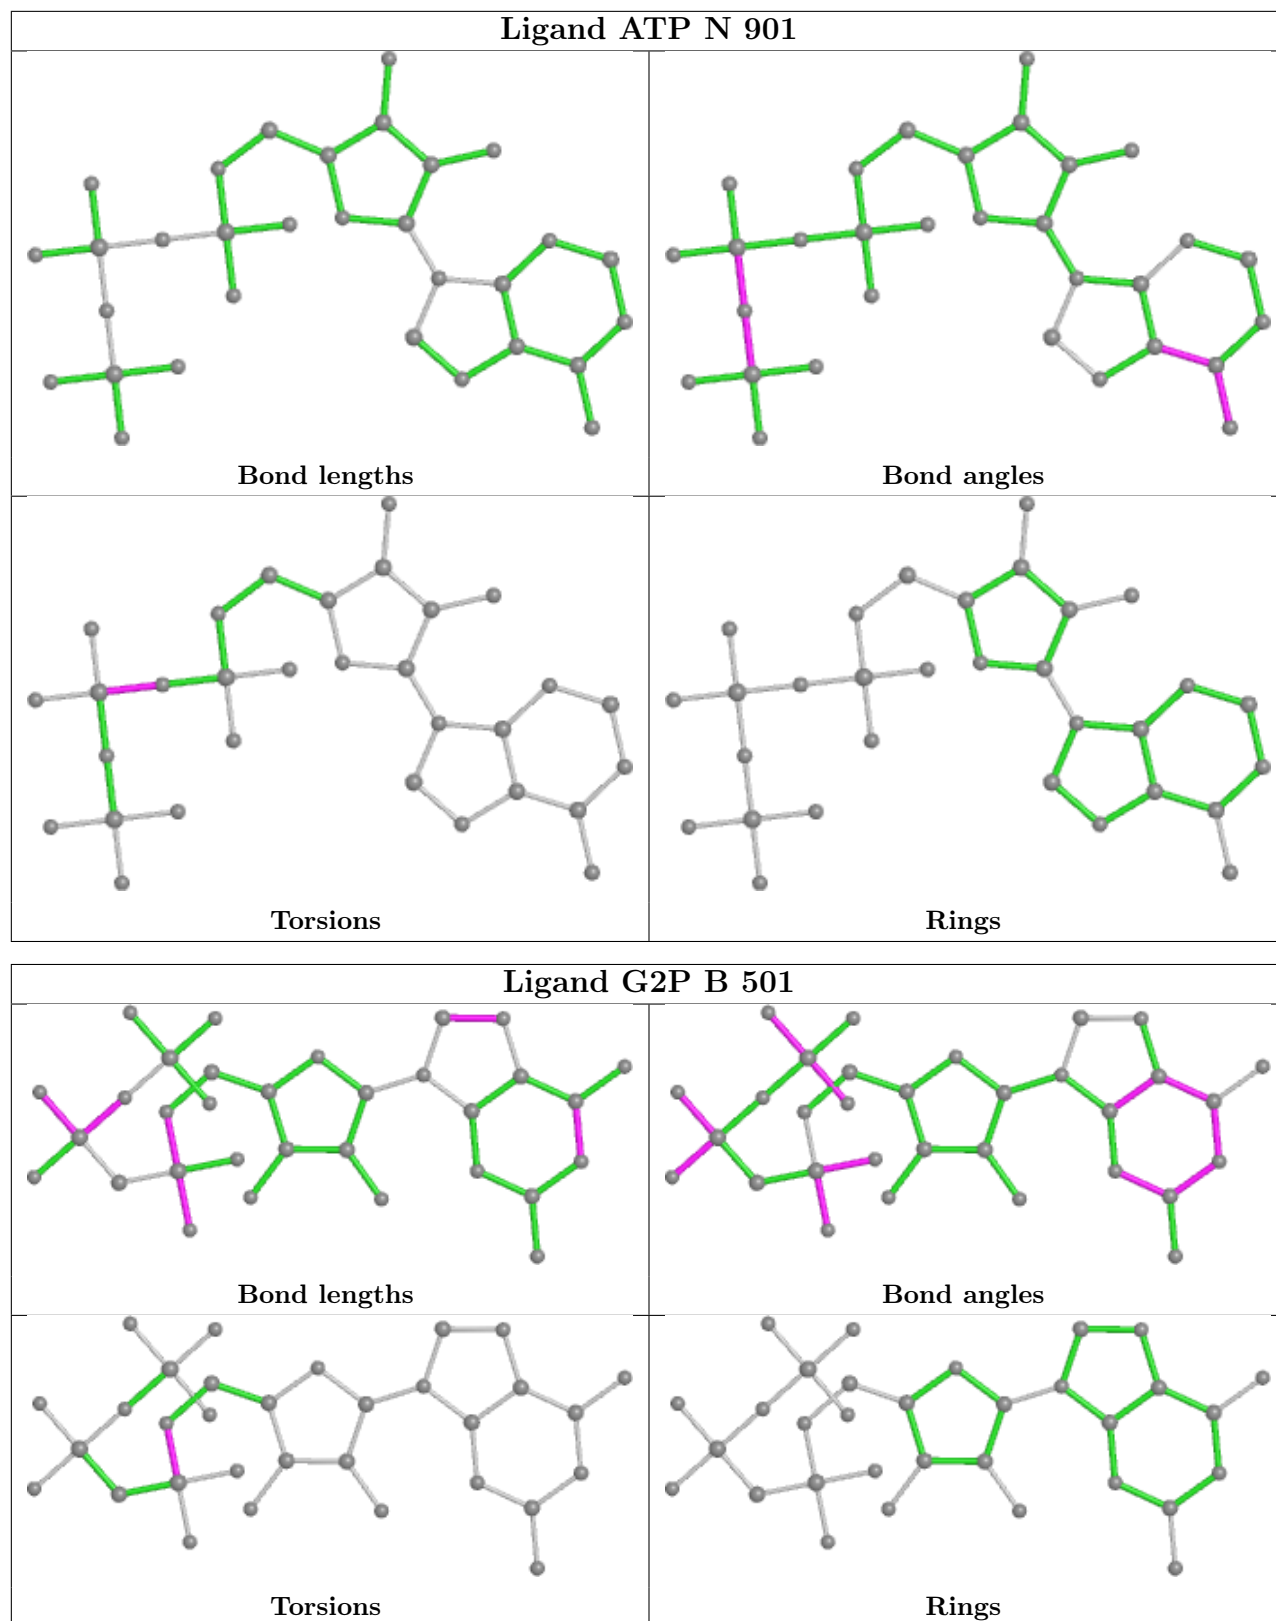 Ligand ATP N 901
Bond lengths
Bond angles
Torsions
Rings
Ligand G2P B 501
Bond lengths
Bond angles
Torsions
Rings